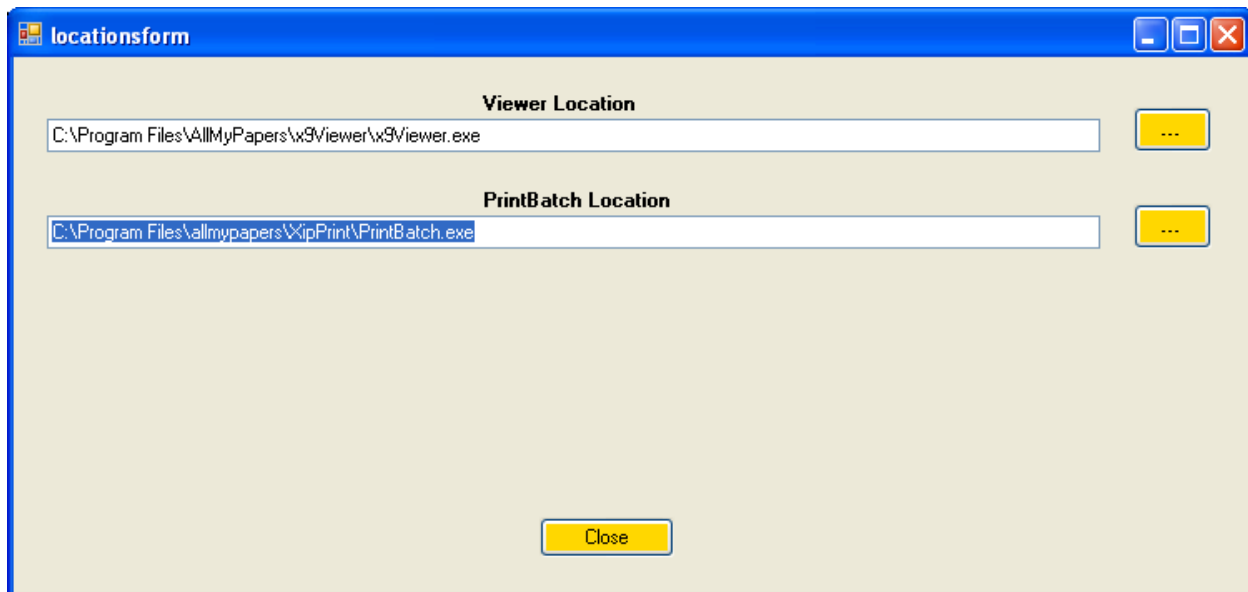 locationsform
Viewer Location
C:\Program Files\AllMyPapers\x9Viewer\x9Viewer.exe
...
PrintBatch Location
C:\Program Files\allmypapers\XipPrint\PrintBatch.exe
...
Close